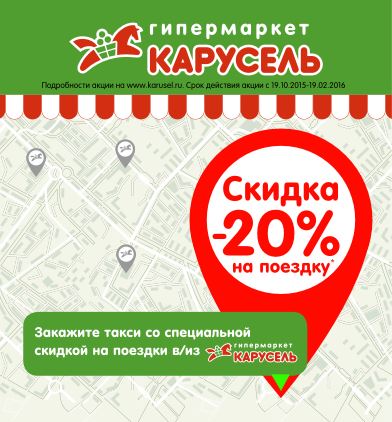 гипермаркет
КАРУСЕЛЬ
Подробности акции на www.karusel.ru. Срок действия акции с 19.10.2015-19.02.2016
Скидка
-20%
на поездку*
Закажите такси со специальной
скидкой на поездки в/из гипермаркет КАРУСЕЛЬ